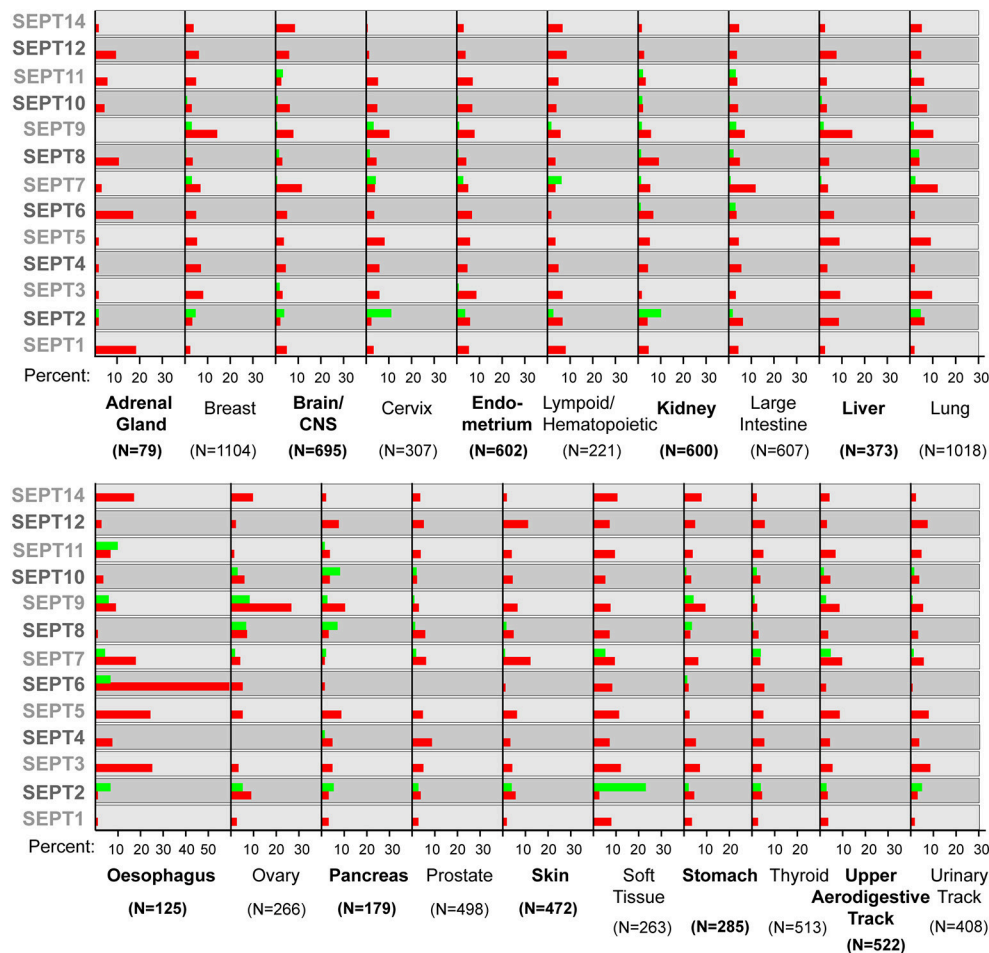 SEPT14
SEPT12
SEPT11
SEPT10
SEPT9
SEPT8
SEPT7
SEPT6
SEPT5
SEPT4
SEPT3
SEPT2
SEPT1
Percent: 10 20 30 10 20 30 10 20 30 10 20 30 10 20 30 10 20 30 10 20 30 10 20 30 10 20 30 10 20 30
Adrenal Gland
(N=79)
Breast
(N=1104)
Brain/
CNS
(N=695)
Cervix
(N=307)
Endo-
metrium
(N=602)
Lympoid/
Hematopoietic
(N=221)
Kidney
(N=600)
Large
Intestine
(N=607)
Liver
(N=373)
Lung
(N=1018)
SEPT14
SEPT12
SEPT11
SEPT10
SEPT9
SEPT8
SEPT7
SEPT6
SEPT5
SEPT4
SEPT3
SEPT2
SEPT1
Percent: 10 20 30 40 50 10 20 30 10 20 30 10 20 30 10 20 30 10 20 30 10 20 10 20 30 10 20 30 10 20 30
Oesophagus
(N=125)
Ovary
(N=266)
Pancreas
(N=179)
Prostate
(N=498)
Skin
(N=472)
Soft
Tissue
(N=263)
Stomach
(N=285)
Thyroid
(N=513)
Upper
Aerodigestive
Track
(N=522)
Urinary
Track
(N=408)